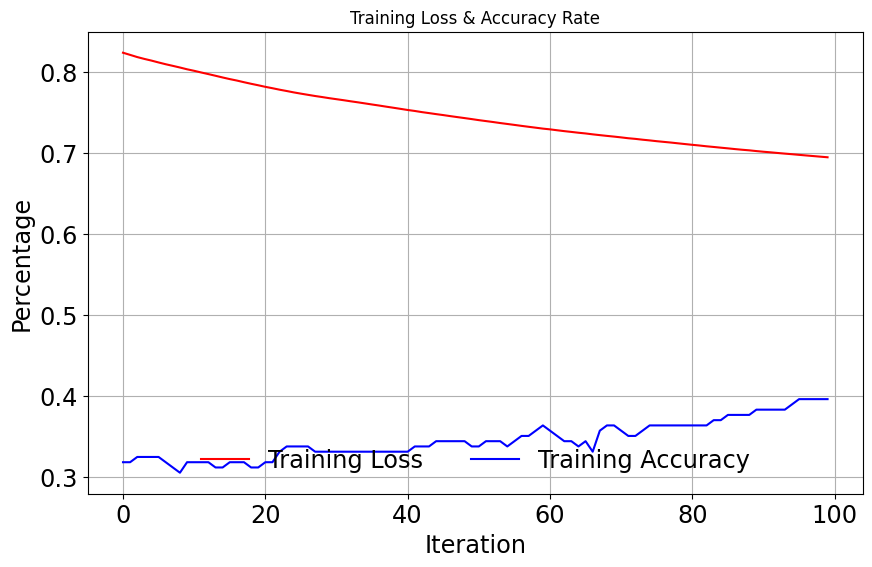 Training Loss & Accuracy Rate
Percentage
0.8
0.7
0.6
0.5
0.4
0.3
Training Loss Training Accuracy
0 20 40 60 80 100
Iteration